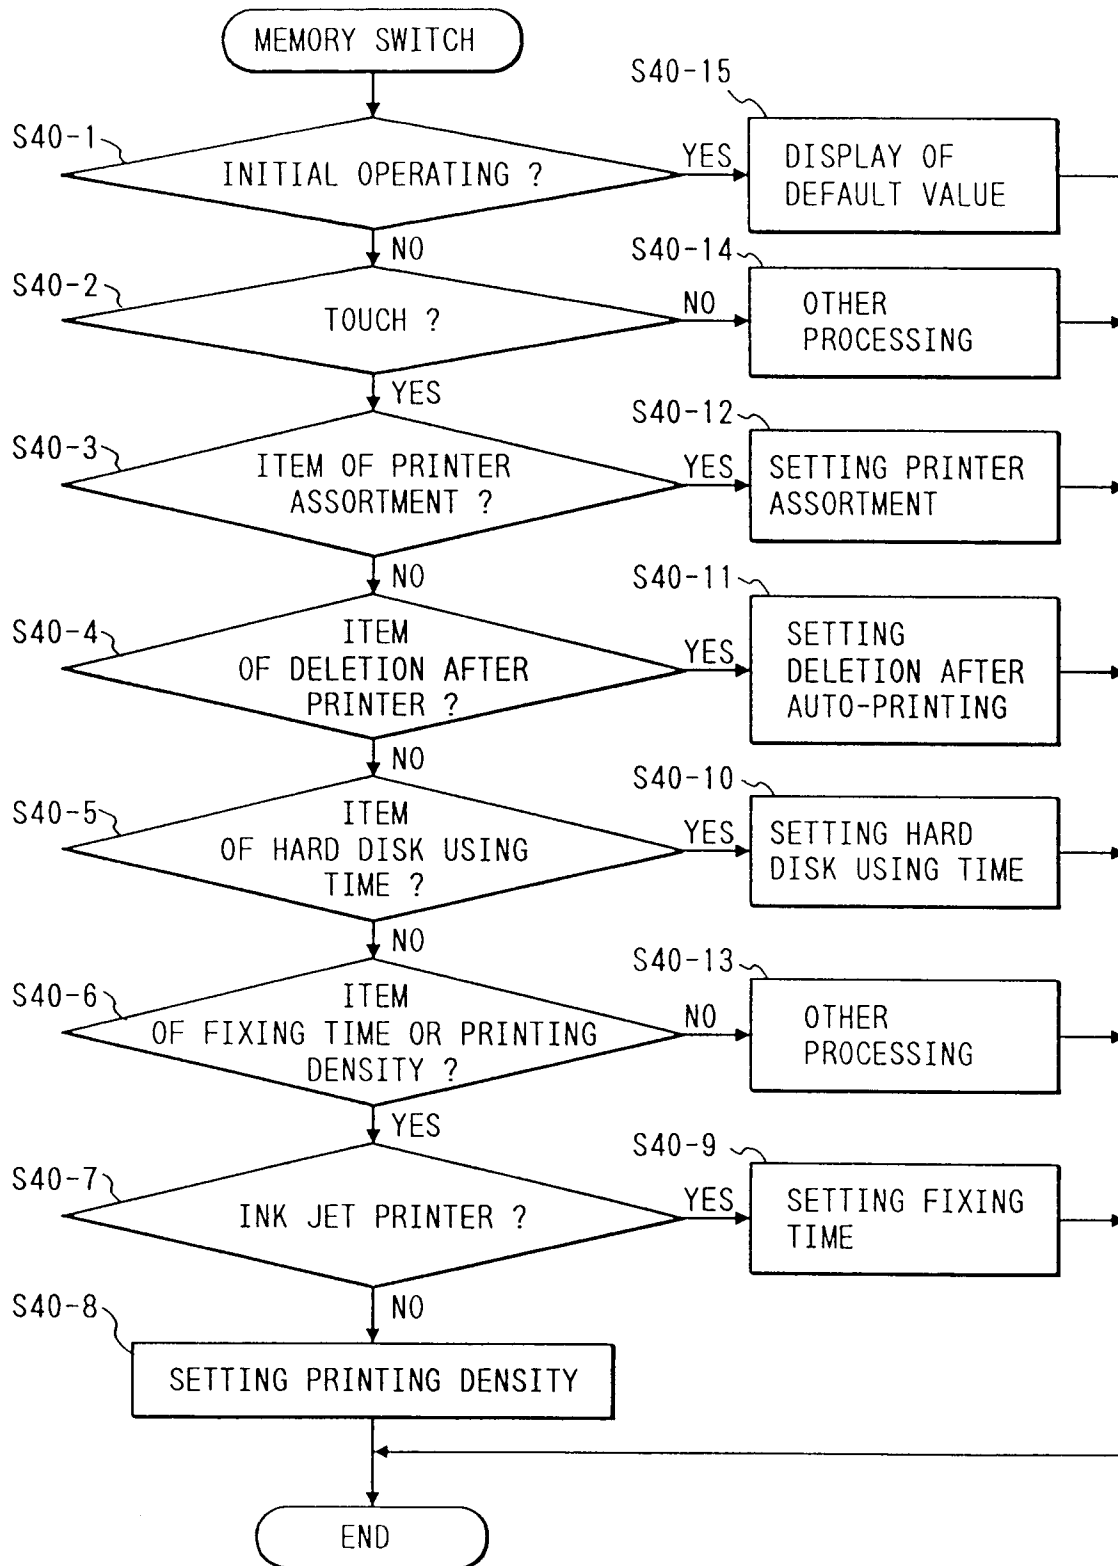 MEMORY SWITCH
S40-15
S40-1
INITIAL OPERATING ?
YES
DISPLAY OF
DEFAULT VALUE
NO
S40-14
S40-2
TOUCH ?
NO
OTHER
PROCESSING
YES
S40-12
S40-3
ITEM OF PRINTER
ASSORTMENT ?
YES
SETTING PRINTER
ASSORTMENT
NO
S40-11
S40-4
ITEM
OF DELETION AFTER
PRINTER ?
YES
SETTING
DELETION AFTER
AUTO-PRINTING
NO
S40-10
S40-5
ITEM
OF HARD DISK USING
TIME ?
YES
SETTING HARD
DISK USING TIME
NO
S40-13
S40-6
ITEM
OF FIXING TIME OR PRINTING
DENSITY ?
NO
OTHER
PROCESSING
YES
S40-9
S40-7
INK JET PRINTER ?
YES
SETTING FIXING
TIME
NO
S40-8
SETTING PRINTING DENSITY
END